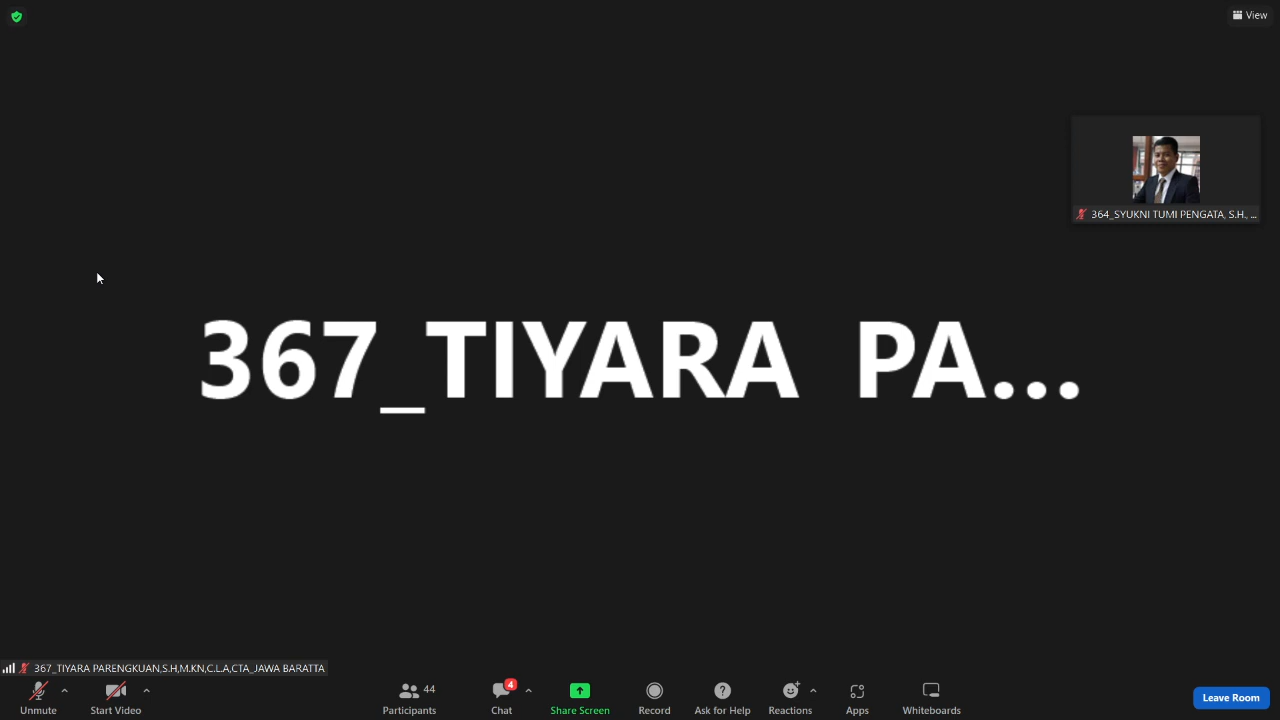 View
364_SYUKNI TUMI PENGATA, S.H., ...
367_TIYARA PA...
367_TIYARA PARENGKUAN,S.H,M.KN,C.L.A,CTA_JAWA BARATTA
44
4
Unmute
Start Video
Participants
Chat
Share Screen
Record
Ask for Help
Reactions
Apps
Whiteboards
Leave Room